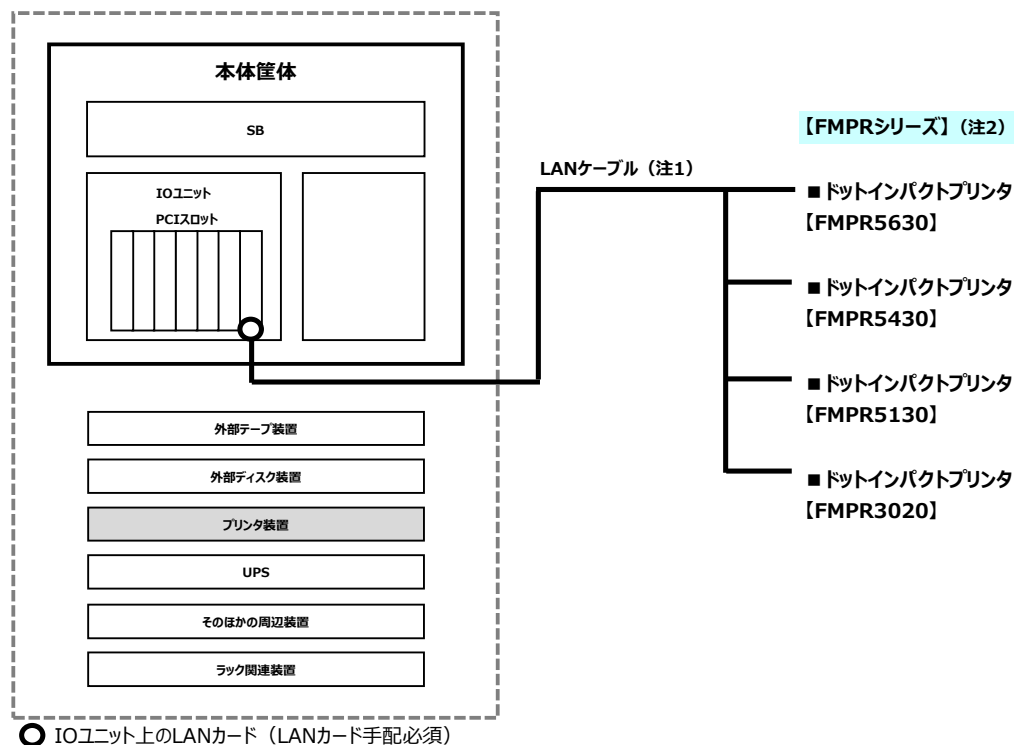 本体筐体
SB
IOユニット
PCIスロット
LANケーブル（注1）
【FMPRシリーズ】（注2）
■ドットインパクトプリンタ
【FMPR5630】
■ドットインパクトプリンタ
【FMPR5430】
■ドットインパクトプリンタ
【FMPR5130】
■ドットインパクトプリンタ
【FMPR3020】
外部テープ装置
外部ディスク装置
プリンタ装置
UPS
そのほかの周辺装置
ラック関連装置
IOユニット上のLANカード（LANカード手配必須）